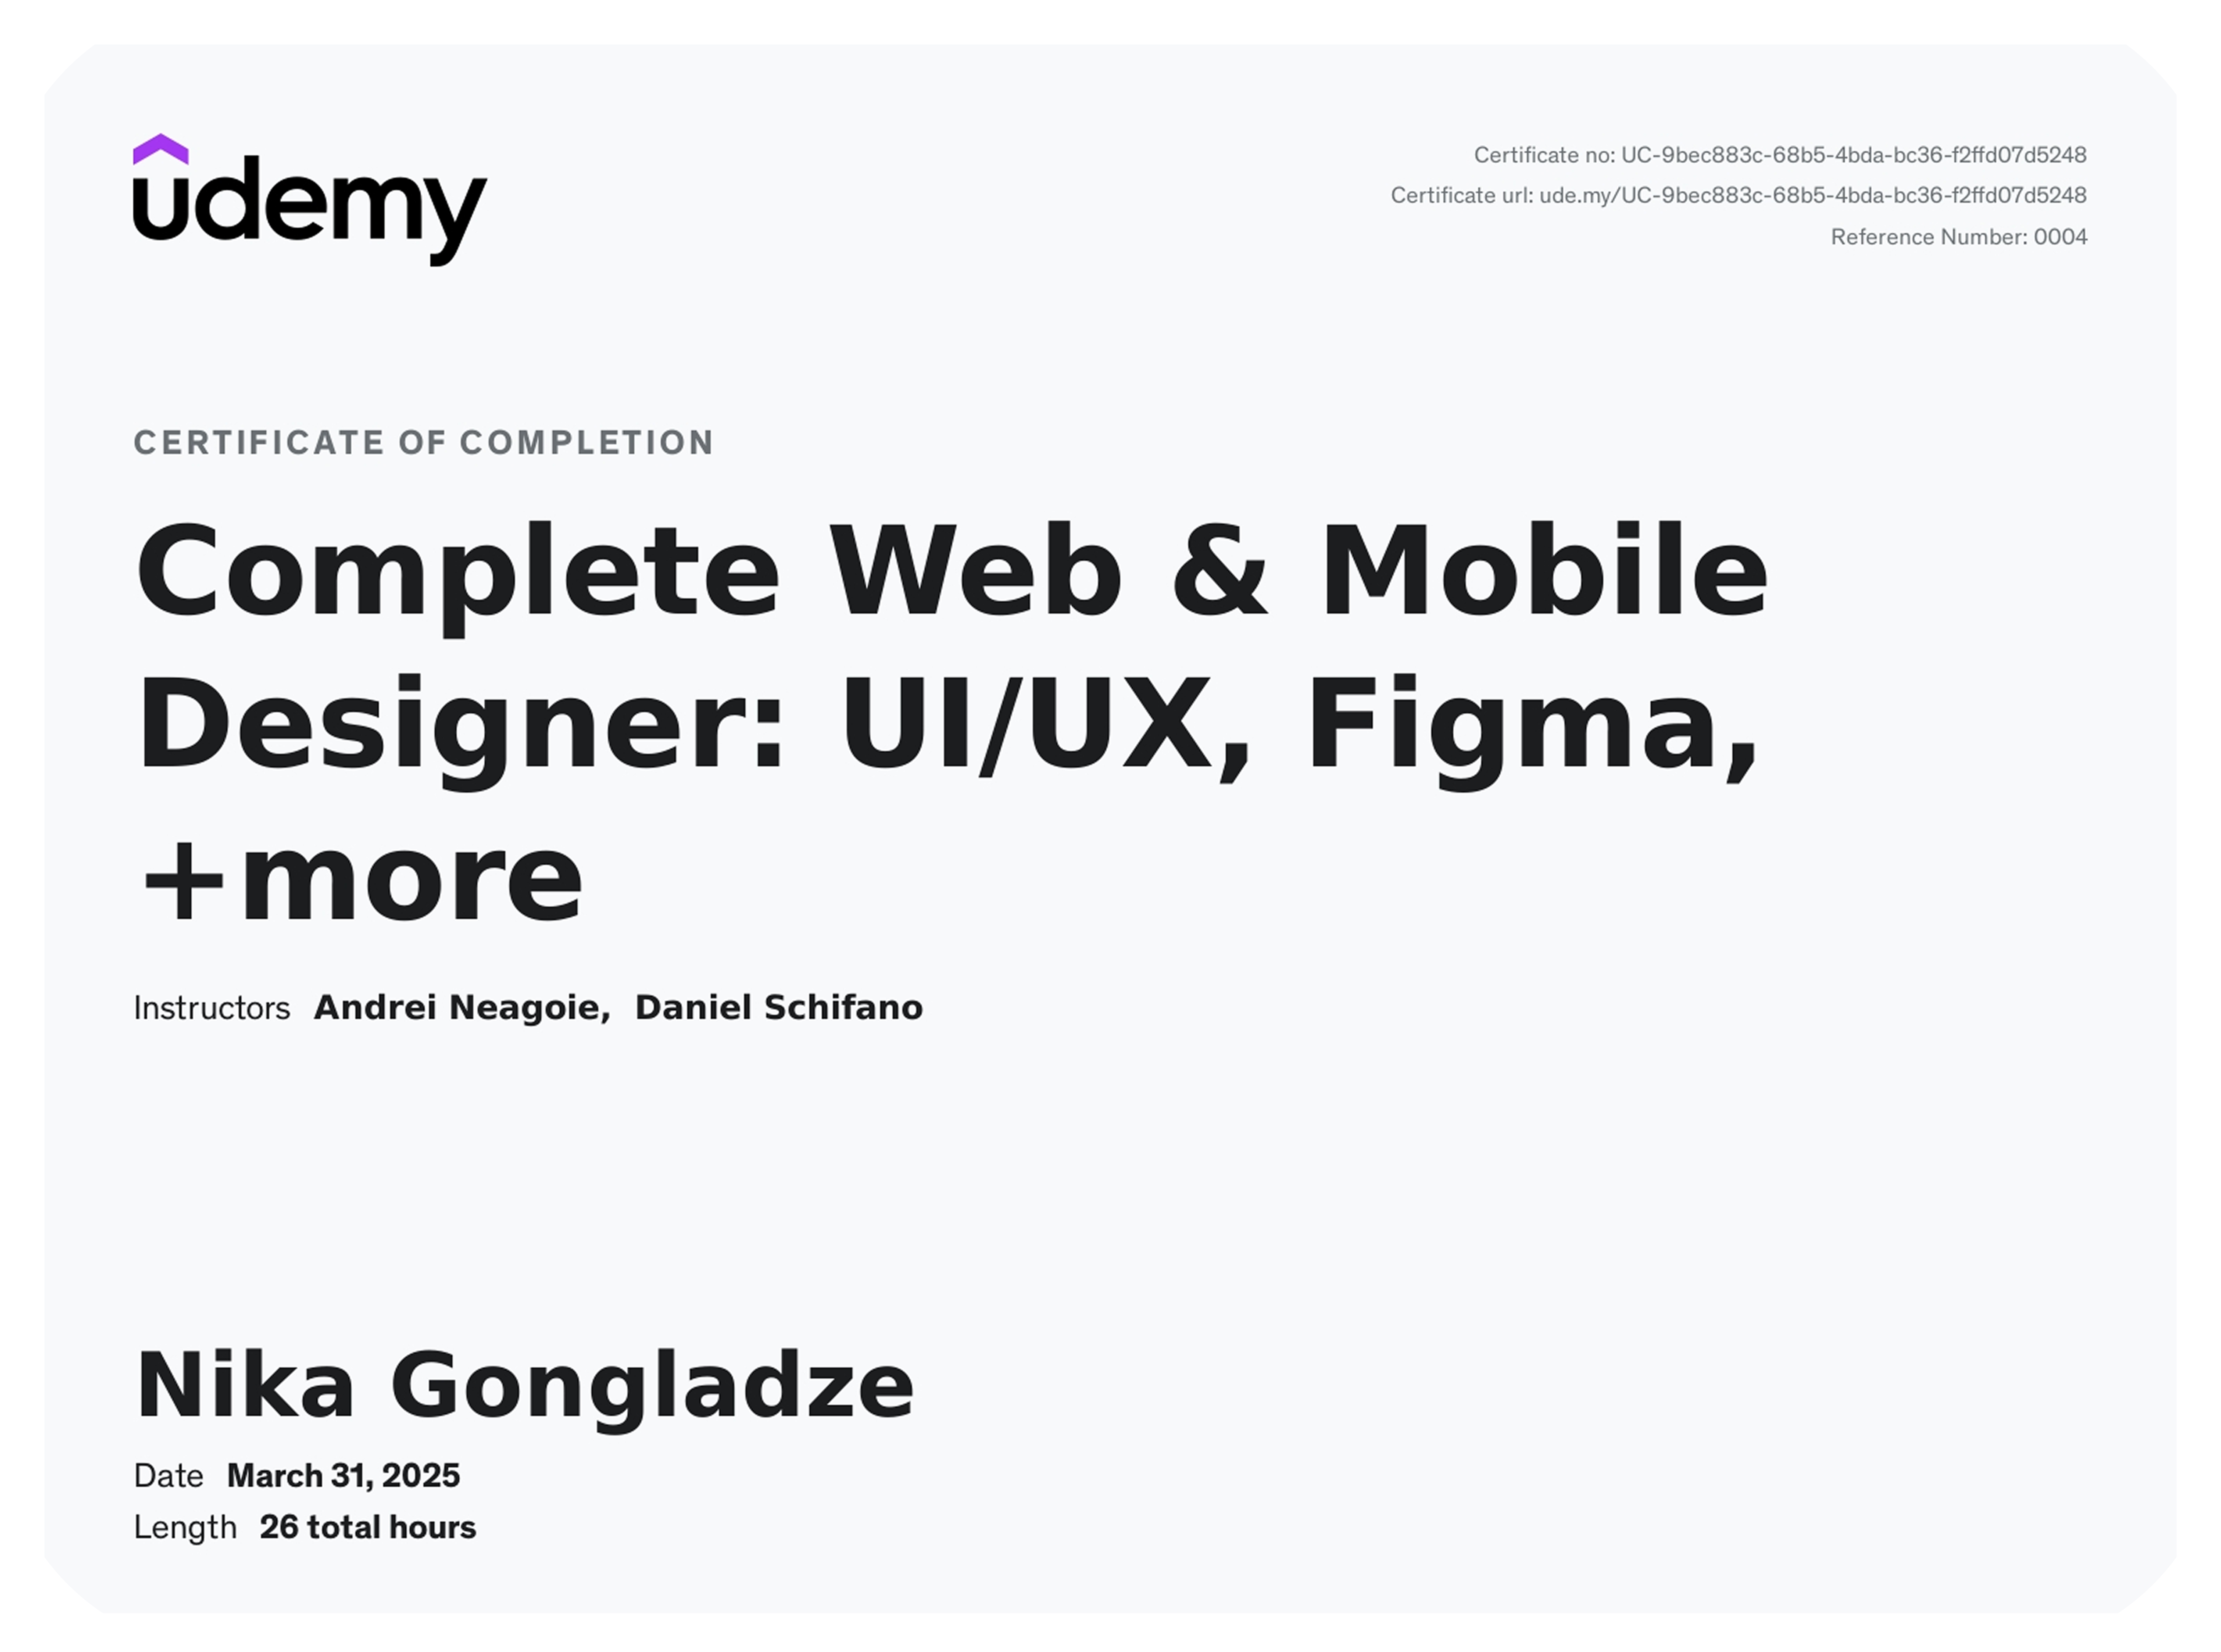 udemy
Certificate no: UC-9bec883c-68b5-4bda-bc36-f2ffd07d5248
Certificate url: ude.my/UC-9bec883c-68b5-4bda-bc36-f2ffd07d5248
Reference Number: 0004
CERTIFICATE OF COMPLETION
Complete Web & Mobile
Designer: UI/UX, Figma,
+more
Instructors Andrei Neagoie, Daniel Schifano
Nika Gongladze
Date March 31, 2025
Length 26 total hours